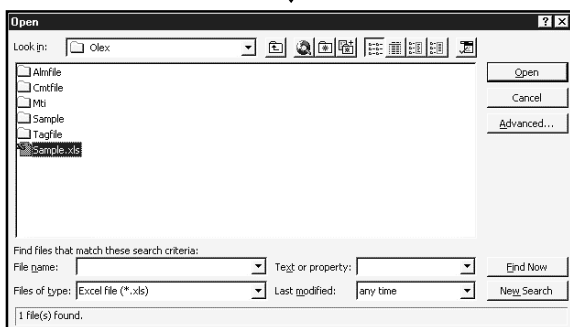 Open
Look in: Olex
Almfile
Cmtfile
Mti
Sample
Tagfile
Sample.xls
Open
Cancel
Advanced...
Find files that match these search criteria:
File name: Text or property: Find Now
Files of type: Excel file (*.xls) Last modified: any time New Search
1 file(s) found.